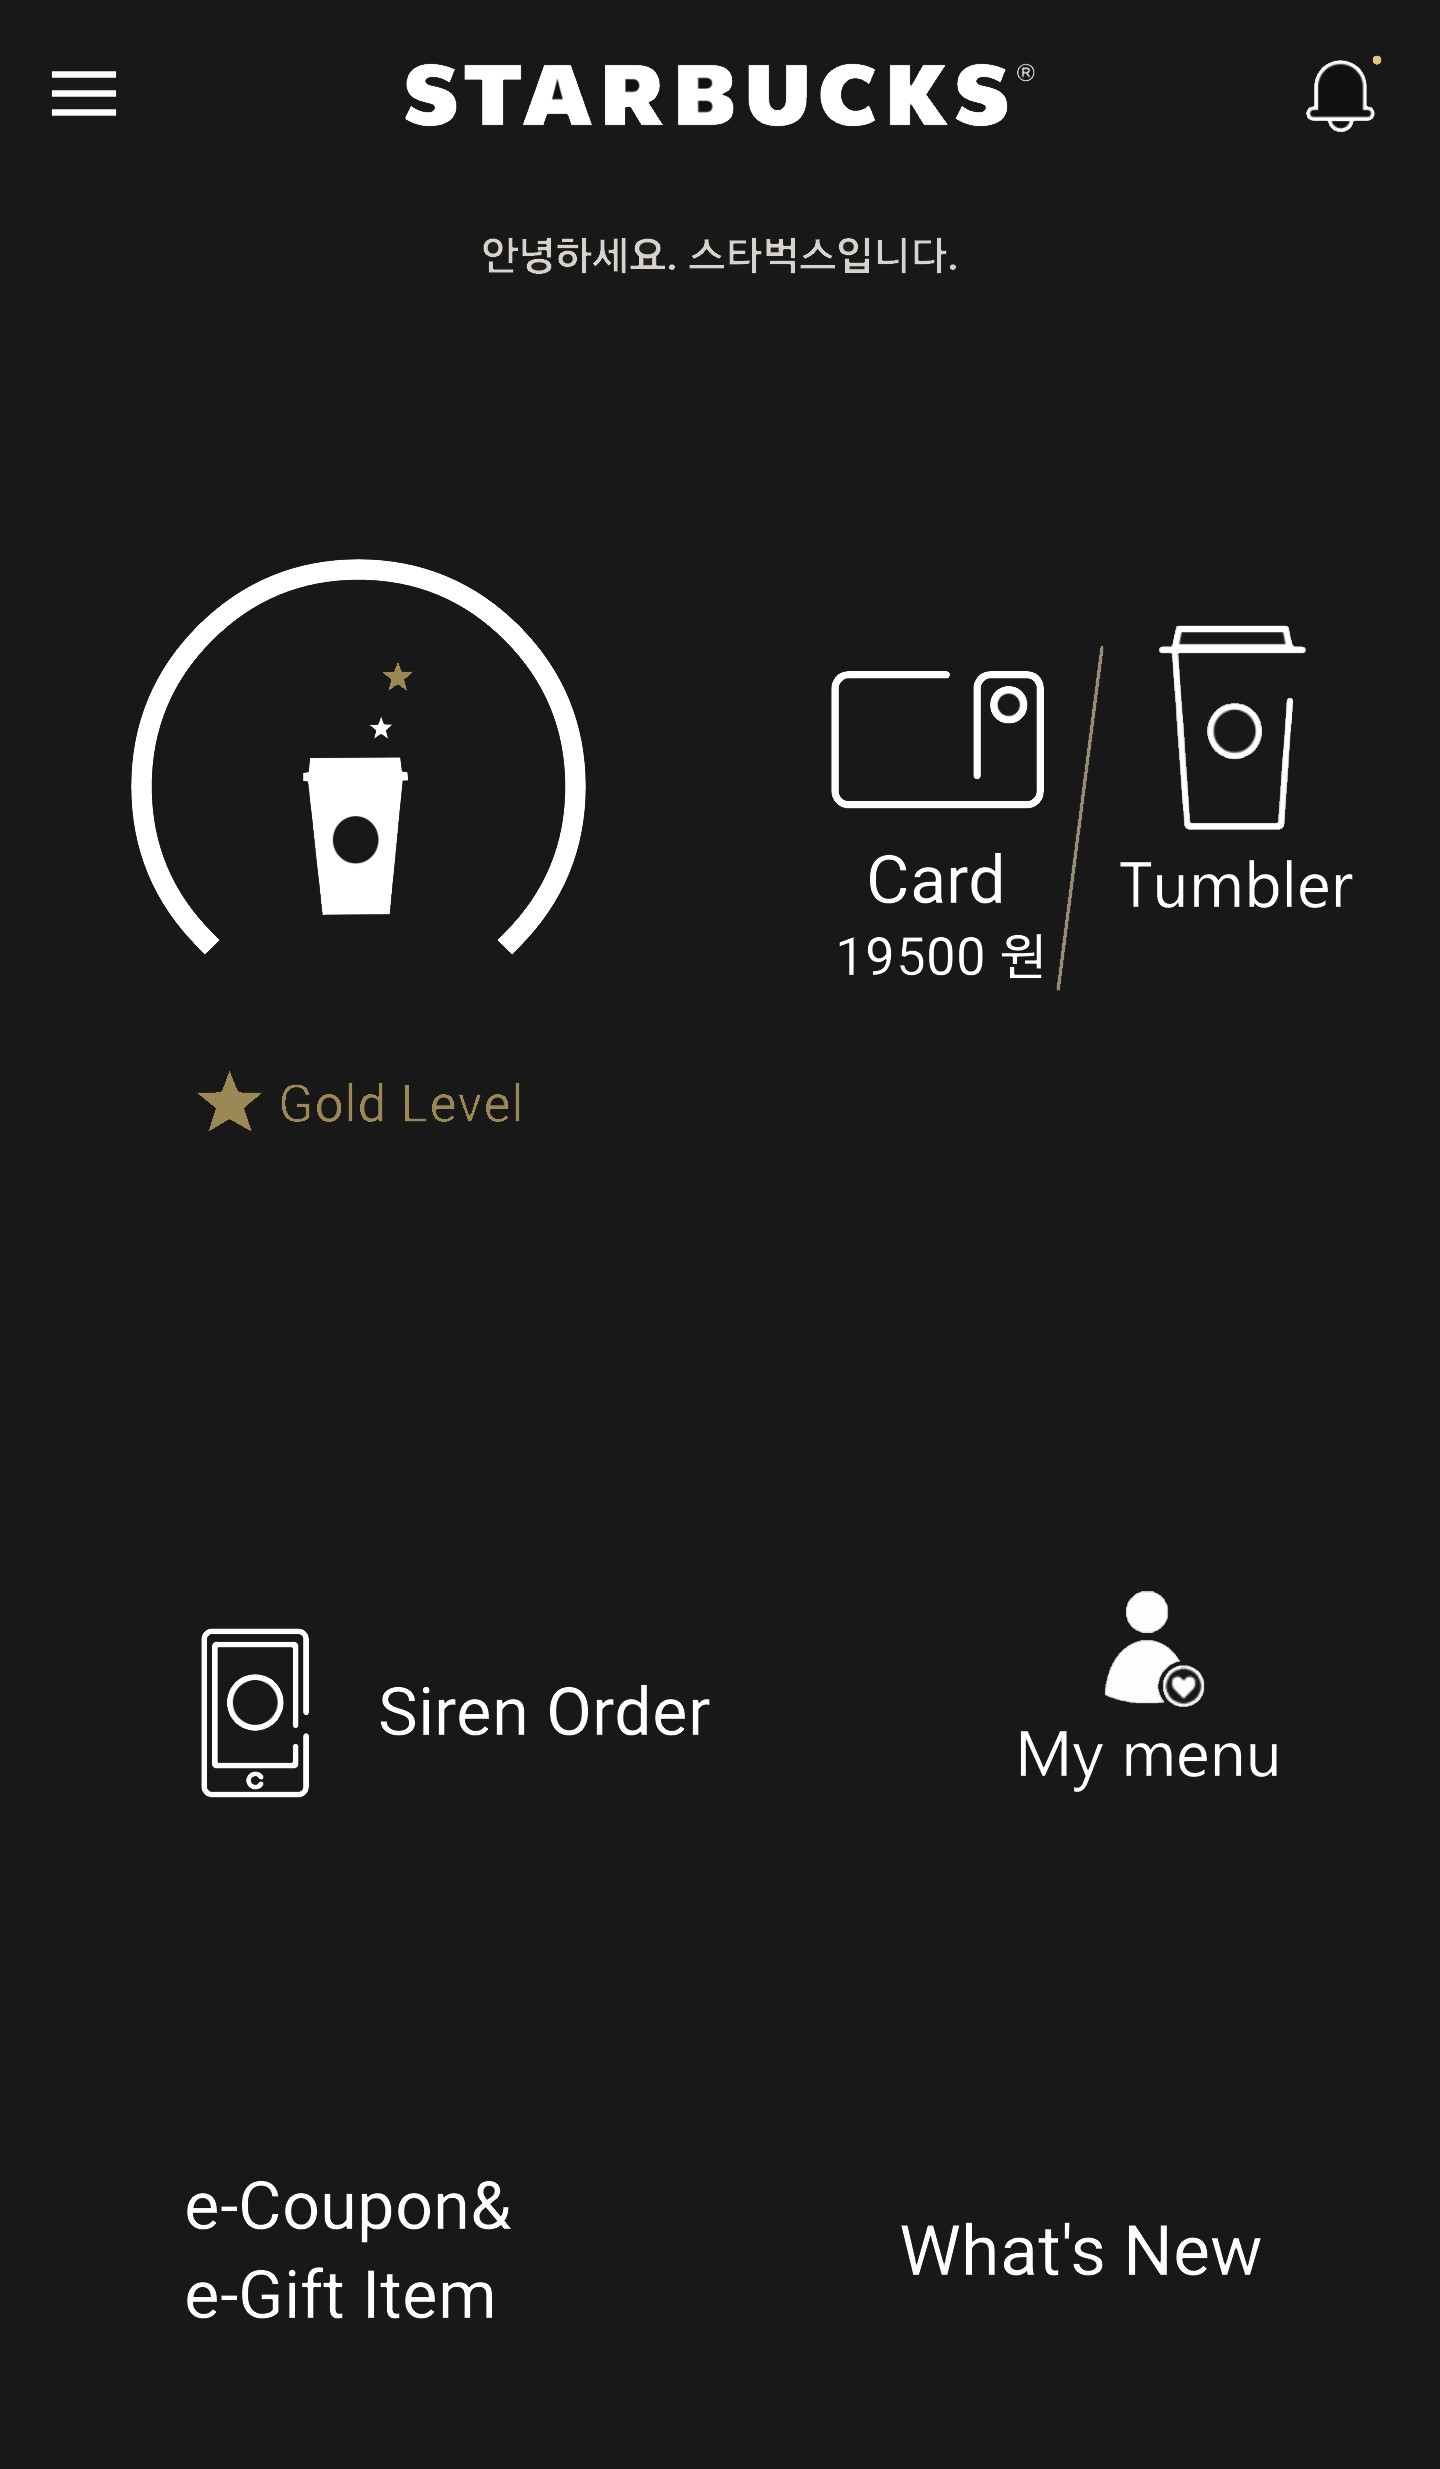 STARBUCKS®
안녕하세요. 스타벅스입니다.
Card
19500 원
Tumbler
Gold Level
Siren Order
My menu
e-Coupon&
e-Gift Item
What's New